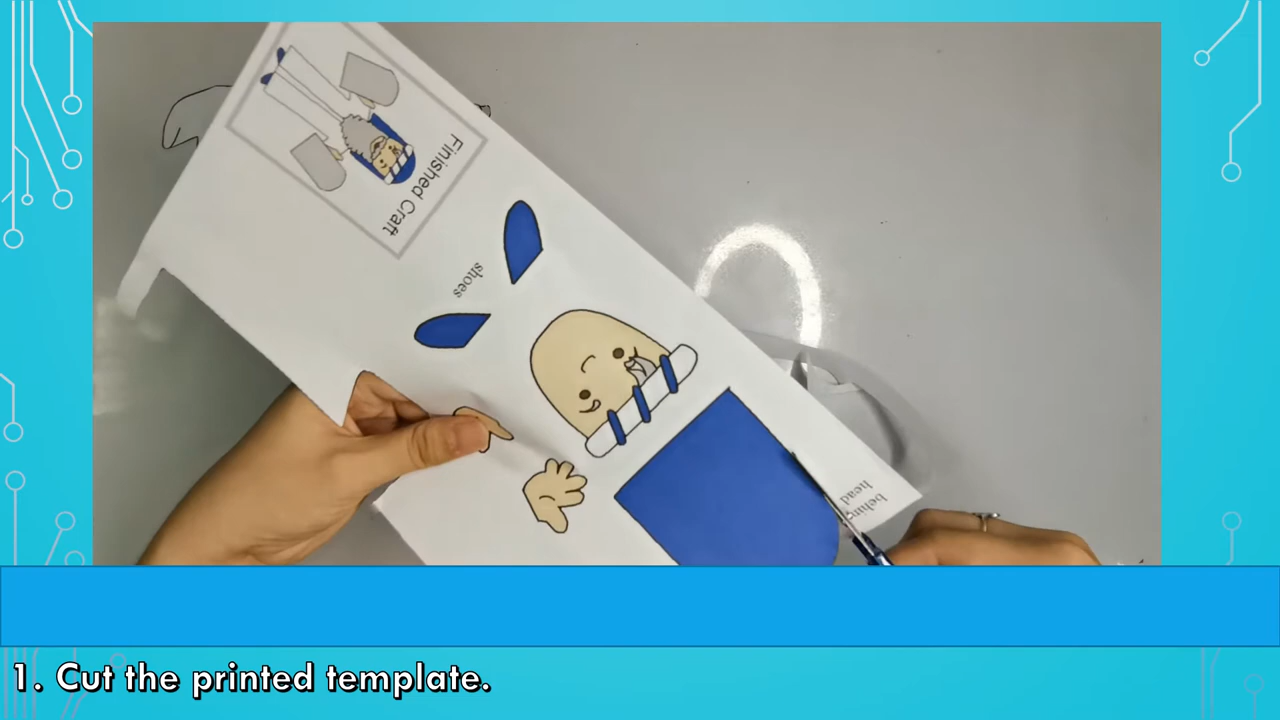 Finished Craft
shoes
behind
head
1. Cut the printed template.